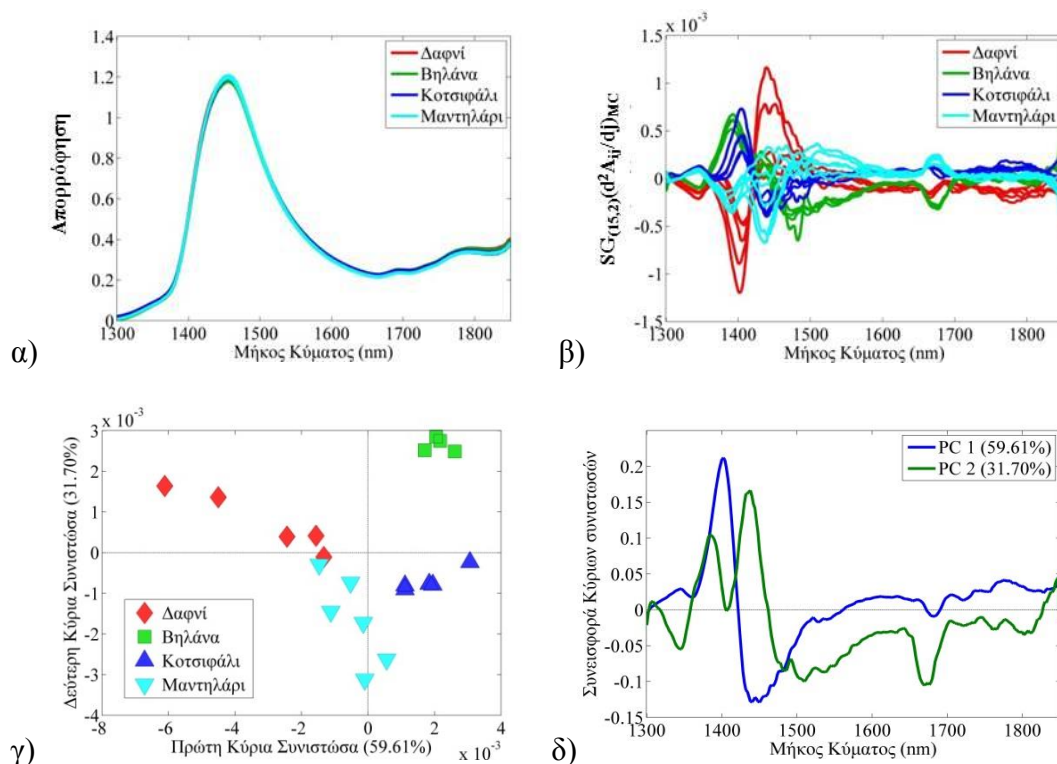 α)
Απορρόφηση
1.4
1.2
1
0.8
0.6
0.4
0.2
0
1300 1400 1500 1600 1700 1800
Μήκος Κύματος (nm)
Δαφνί
Βηλάνα
Κοτσιφάλι
Μαντηλάρι
β)
SG(15,2)(d²Aij/dj)MC
x 10⁻³
1.5
1
0.5
0
-0.5
-1
-1.5
1300 1400 1500 1600 1700 1800
Μήκος Κύματος (nm)
Δαφνί
Βηλάνα
Κοτσιφάλι
Μαντηλάρι
γ)
Δεύτερη Κύρια Συνιστώσα (31.70%)
x 10⁻³
3
2
1
0
-1
-2
-3
-4
-8 -6 -4 -2 0 2 4
Πρώτη Κύρια Συνιστώσα (59.61%)
x 10⁻³
Δαφνί
Βηλάνα
Κοτσιφάλι
Μαντηλάρι
δ)
Συνεισφορά Κύριων συνιστωσών
0.2
0.15
0.1
0.05
0
-0.05
-0.1
-0.15
1300 1400 1500 1600 1700 1800
Μήκος Κύματος (nm)
PC 1 (59.61%)
PC 2 (31.70%)